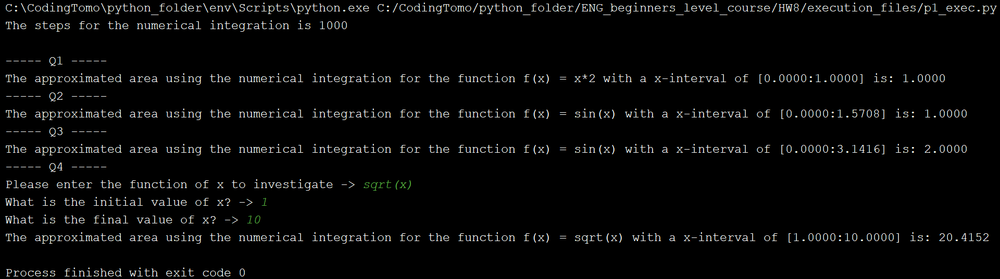 C:\CodingTomo\python_folder\env\Scripts\python.exe C:/CodingTomo/python_folder/ENG_beginners_level_course/HW8/execution_files/p1_exec.py
The steps for the numerical integration is 1000
----- Q1 -----
The approximated area using the numerical integration for the function f(x) = x*2 with a x-interval of [0.0000:1.0000] is: 1.0000
----- Q2 -----
The approximated area using the numerical integration for the function f(x) = sin(x) with a x-interval of [0.0000:1.5708] is: 1.0000
----- Q3 -----
The approximated area using the numerical integration for the function f(x) = sin(x) with a x-interval of [0.0000:3.1416] is: 2.0000
----- Q4 -----
Please enter the function of x to investigate -> sqrt(x)
What is the initial value of x? -> 1
What is the final value of x? -> 10
The approximated area using the numerical integration for the function f(x) = sqrt(x) with a x-interval of [1.0000:10.0000] is: 20.4152
Process finished with exit code 0